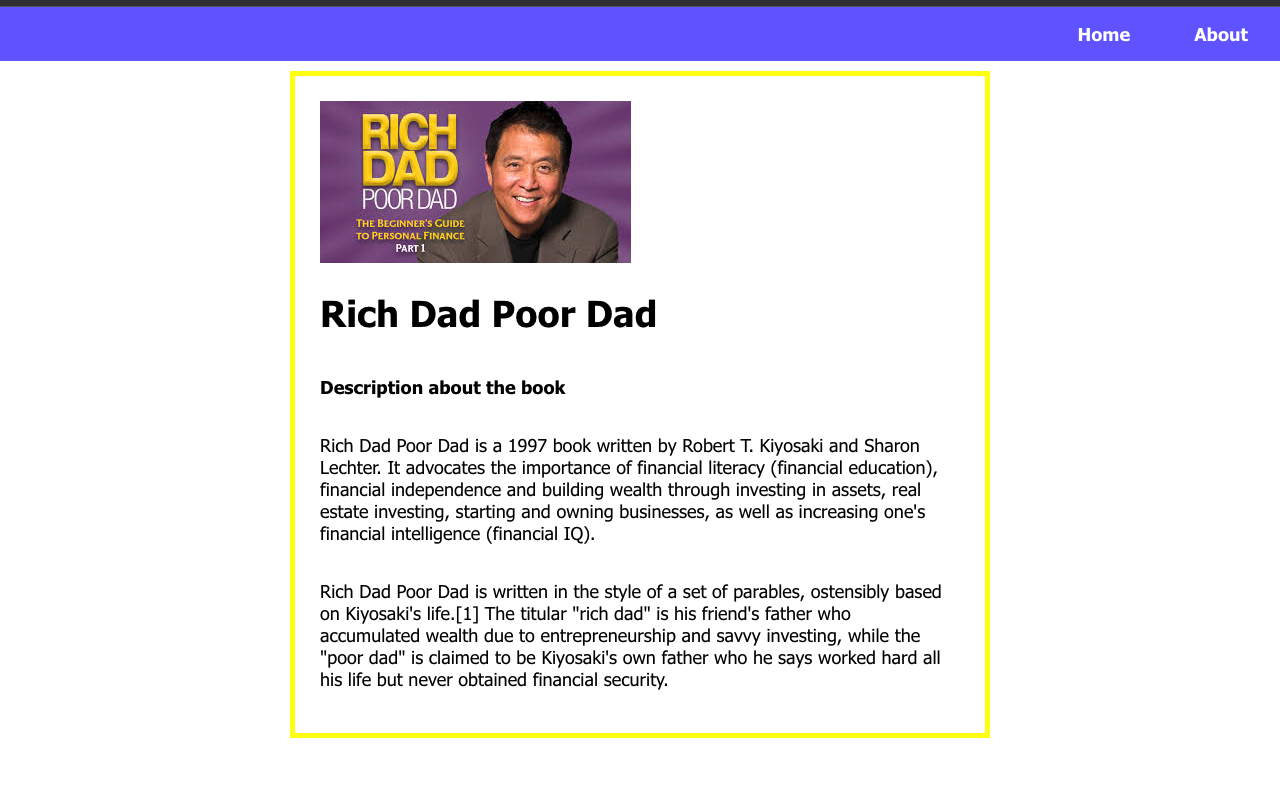 Home About
RICH
DAD
POOR DAD
THE BEGINNER'S GUIDE
TO PERSONAL FINANCE
PART 1
Rich Dad Poor Dad
Description about the book
Rich Dad Poor Dad is a 1997 book written by Robert T. Kiyosaki and Sharon
Lechter. It advocates the importance of financial literacy (financial education),
financial independence and building wealth through investing in assets, real
estate investing, starting and owning businesses, as well as increasing one's
financial intelligence (financial IQ).
Rich Dad Poor Dad is written in the style of a set of parables, ostensibly based
on Kiyosaki's life.[1] The titular "rich dad" is his friend's father who
accumulated wealth due to entrepreneurship and savvy investing, while the
"poor dad" is claimed to be Kiyosaki's own father who he says worked hard all
his life but never obtained financial security.